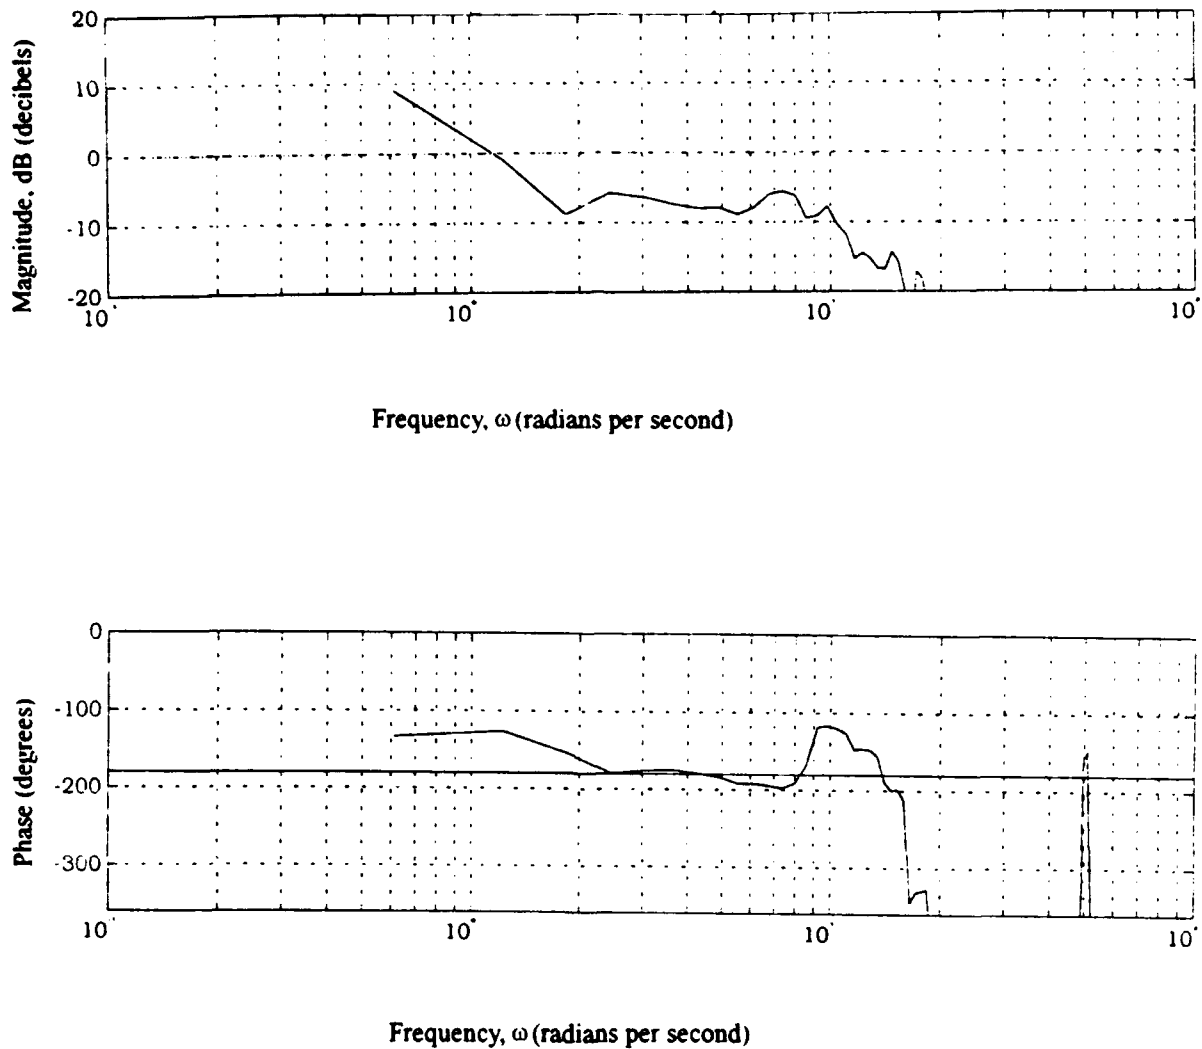 20
10
0
-10
-20
Magnitude, dB (decibels)
10˙ 10° 10˙ 10˙
Frequency, ω (radians per second)
0
-100
-200
-300
Phase (degrees)
10˙ 10° 10˙ 10˙
Frequency, ω (radians per second)